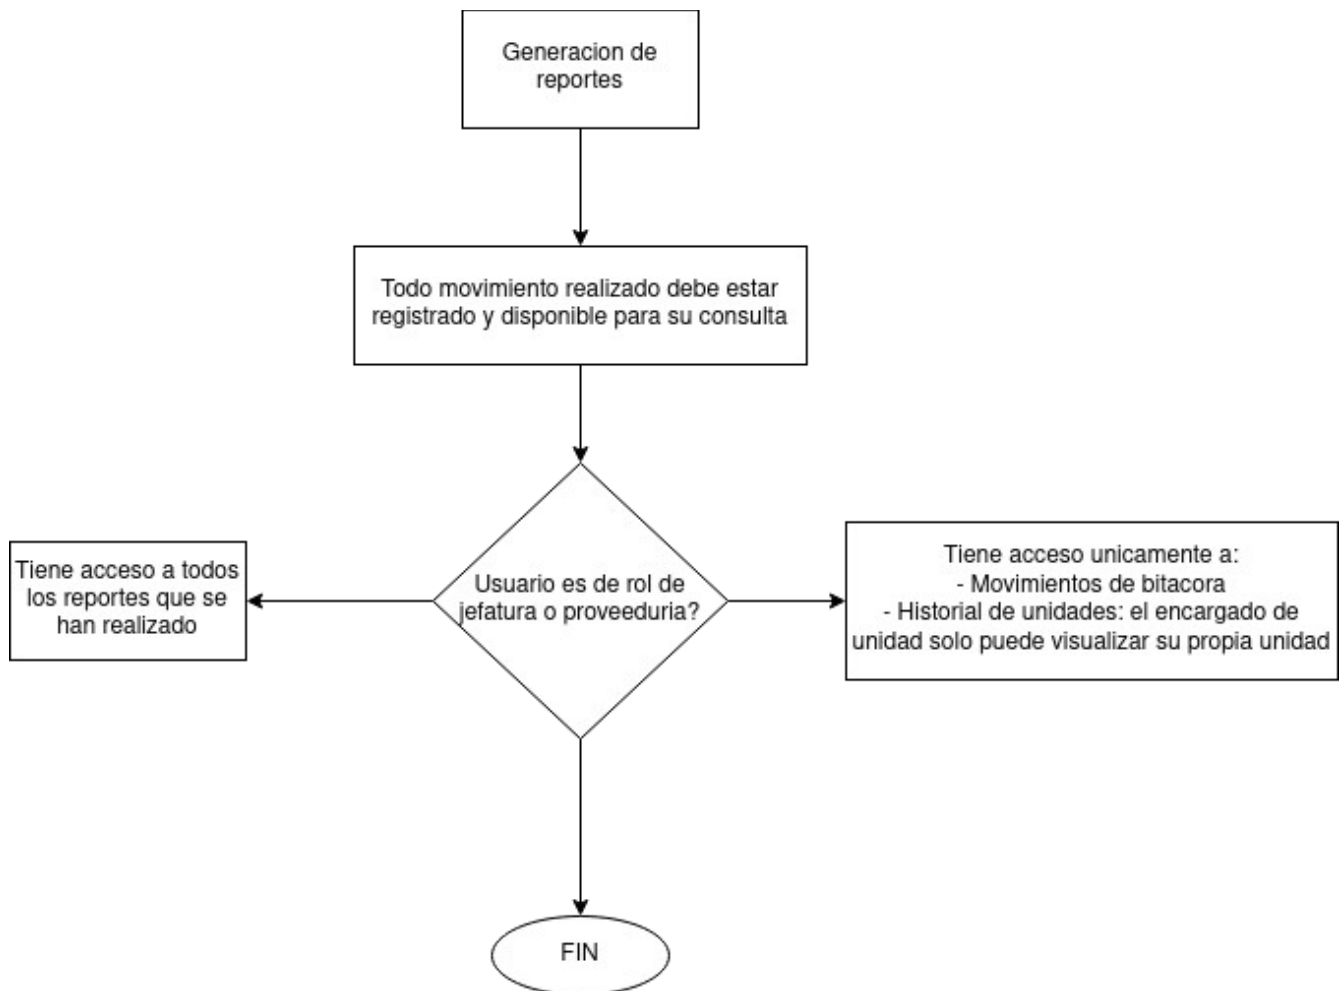 Generacion de
reportes
Todo movimiento realizado debe estar
registrado y disponible para su consulta
Tiene acceso a todos
los reportes que se
han realizado
Usuario es de rol de
jefatura o proveeduria?
Tiene acceso unicamente a:
- Movimientos de bitacora
- Historial de unidades: el encargado de
unidad solo puede visualizar su propia unidad
FIN